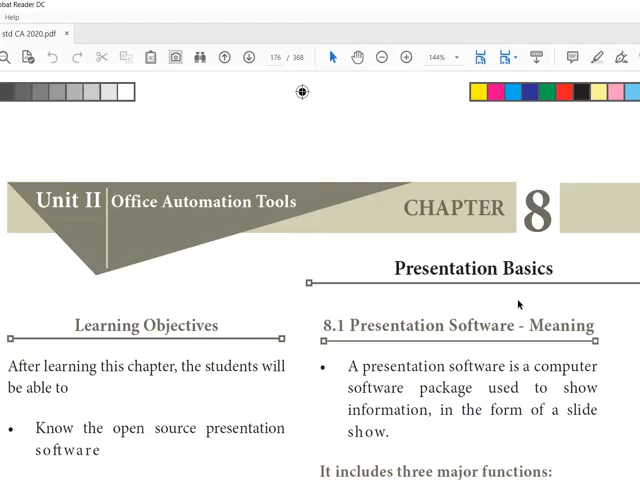 obat Reader DC
Help
std CA 2020.pdf ×
176 / 368 144%
Unit II Office Automation Tools
CHAPTER 8
Presentation Basics
Learning Objectives
After learning this chapter, the students will
be able to
• Know the open source presentation
software
8.1 Presentation Software - Meaning
• A presentation software is a computer
software package used to show
information, in the form of a slide
show.
It includes three major functions: